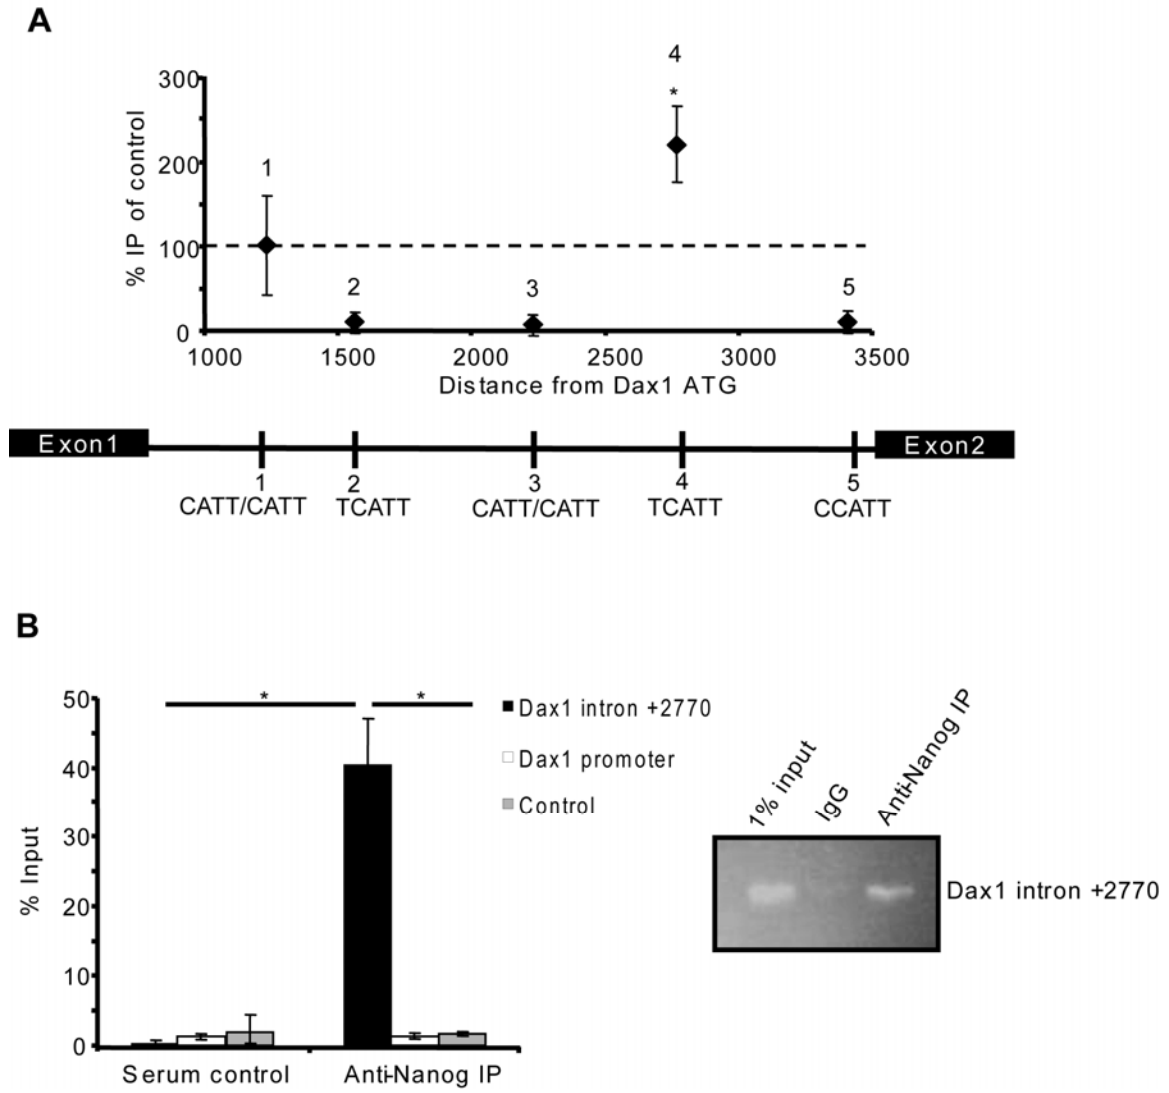 A
300
200
100
0
% IP of control
1
2
3
4
*
5
1000 1500 2000 2500 3000 3500
Distance from Dax1 ATG
Exon1 Exon2
1 2 3 4 5
CATT/CATT TCATT CATT/CATT TCATT CCATT
B
50
40
30
20
10
0
% Input
* *
Dax1 intron +2770
Dax1 promoter
Control
Serum control Anti-Nanog IP
1% input
IgG
Anti-Nanog IP
Dax1 intron +2770